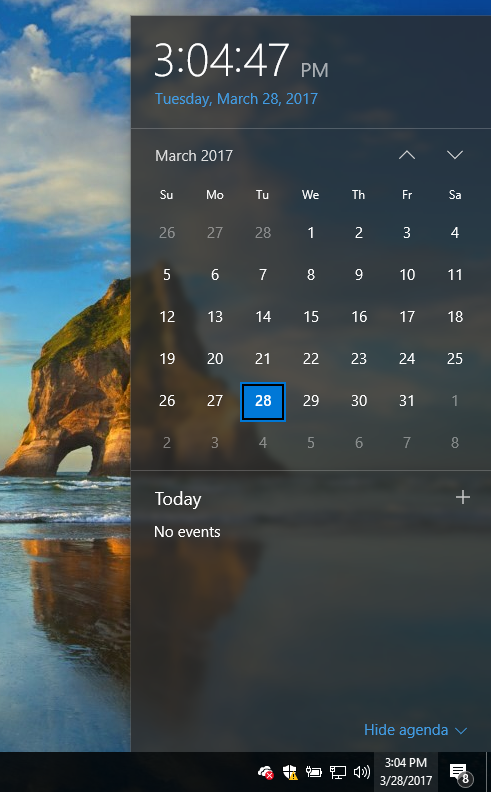 3:04:47 PM
Tuesday, March 28, 2017
March 2017
Su Mo Tu We Th Fr Sa
26 27 28 1 2 3 4
5 6 7 8 9 10 11
12 13 14 15 16 17 18
19 20 21 22 23 24 25
26 27 28 29 30 31 1
2 3 4 5 6 7 8
Today
No events
Hide agenda
3:04 PM
3/28/2017
8